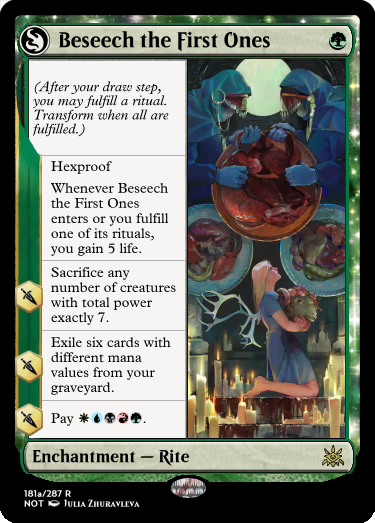 Beseech the First Ones
(After your draw step,
you may fulfill a ritual.
Transform when all are
fulfilled.)
Hexproof
Whenever Beseech
the First Ones
enters or you fulfill
one of its rituals,
you gain 5 life.
Sacrifice any
number of creatures
with total power
exactly 7.
Exile six cards with
different mana
values from your
graveyard.
Pay .
Enchantment — Rite
181a/287 R
NOT Julia Zhuravleva